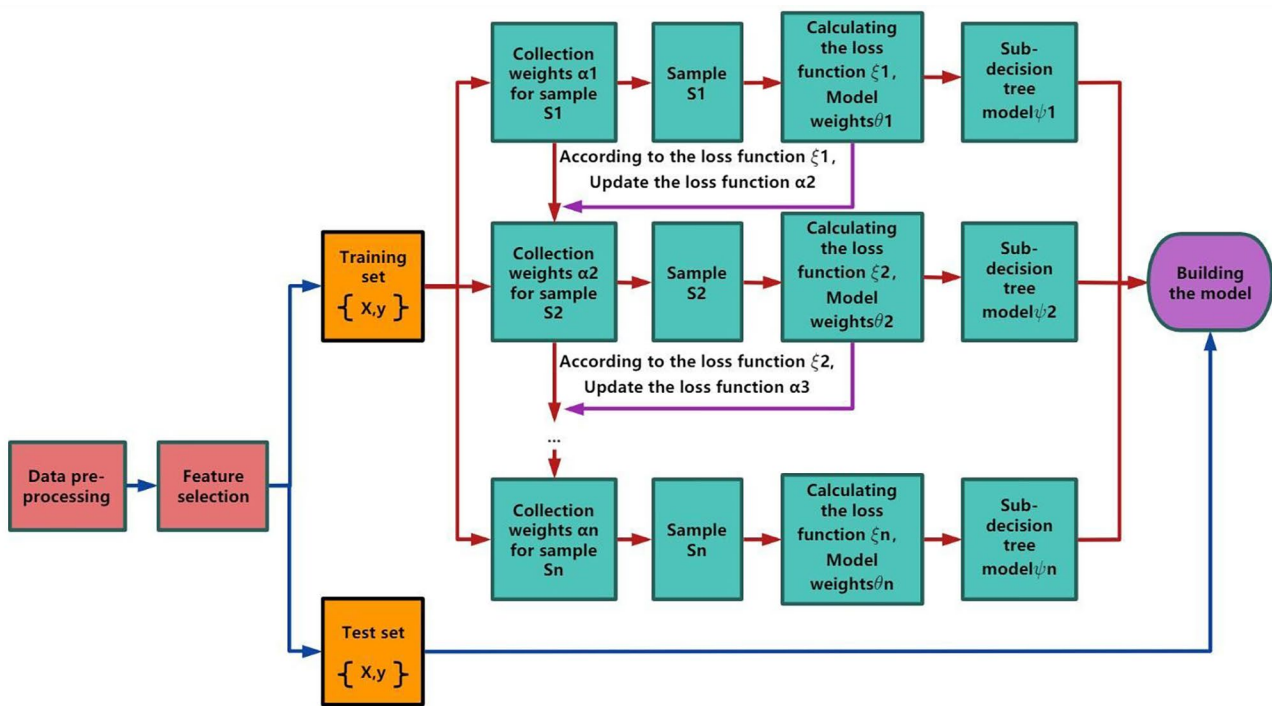 Collection
weights α1
for sample
S1
Sample
S1
Calculating
the loss
function ξ1,
Model
weightsθ1
Sub-
decision
tree
modelψ1
According to the loss function ξ1,
Update the loss function α2
Training
set
{ X,y }
Collection
weights α2
for sample
S2
Sample
S2
Calculating
the loss
function ξ2,
Model
weightsθ2
Sub-
decision
tree
modelψ2
Building
the model
According to the loss function ξ2,
Update the loss function α3
...
Data pre-
processing
Feature
selection
Collection
weights αn
for sample
Sn
Sample
Sn
Calculating
the loss
function ξn,
Model
weightsθn
Sub-
decision
tree
modelψn
Test set
{ X,y }